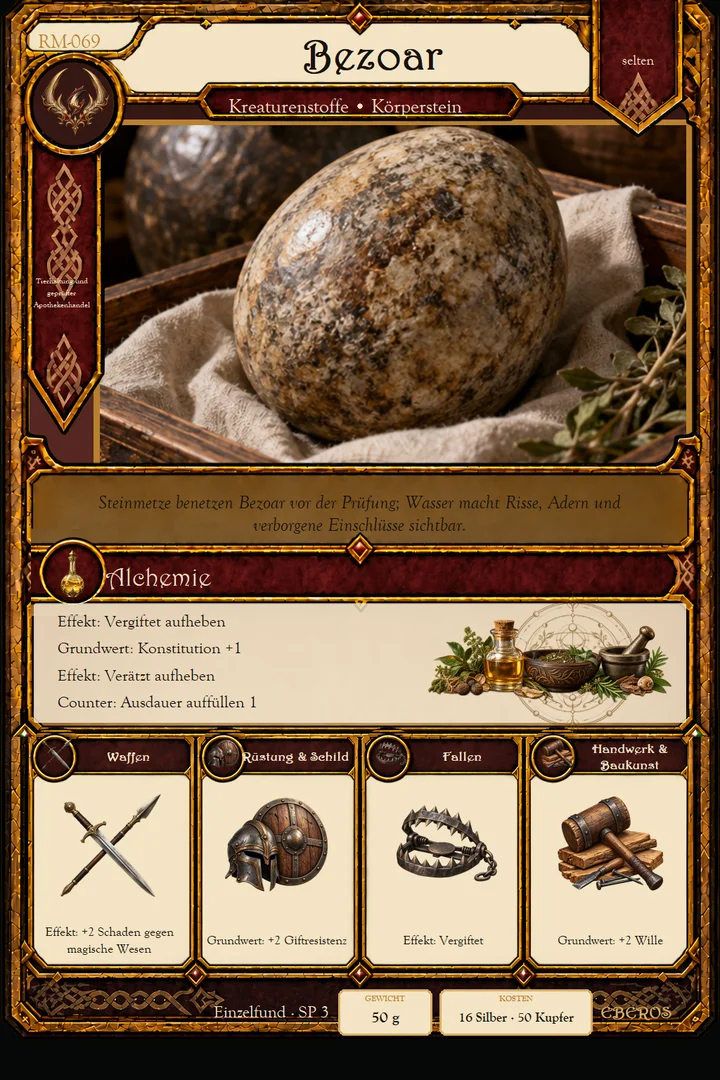 RM-069
Bezoar
selten
Kreaturenstoffe • Körperstein
Tierhaltung und
geprüfter
Apothekenhandel
Steinmetze benetzen Bezoar vor der Prüfung; Wasser macht Risse, Adern und
verborgene Einschlüsse sichtbar.
Alchemie
Effekt: Vergiftet aufheben
Grundwert: Konstitution +1
Effekt: Verätzt aufheben
Counter: Ausdauer auffüllen 1
Waffen
Rüstung & Schild
Fallen
Handwerk &
Baukunst
Effekt: +2 Schaden gegen
magische Wesen
Grundwert: +2 Giftresistenz
Effekt: Vergiftet
Grundwert: +2 Wille
Einzelfund · SP 3
GEWICHT
50 g
KOSTEN
16 Silber · 50 Kupfer
EBEROS